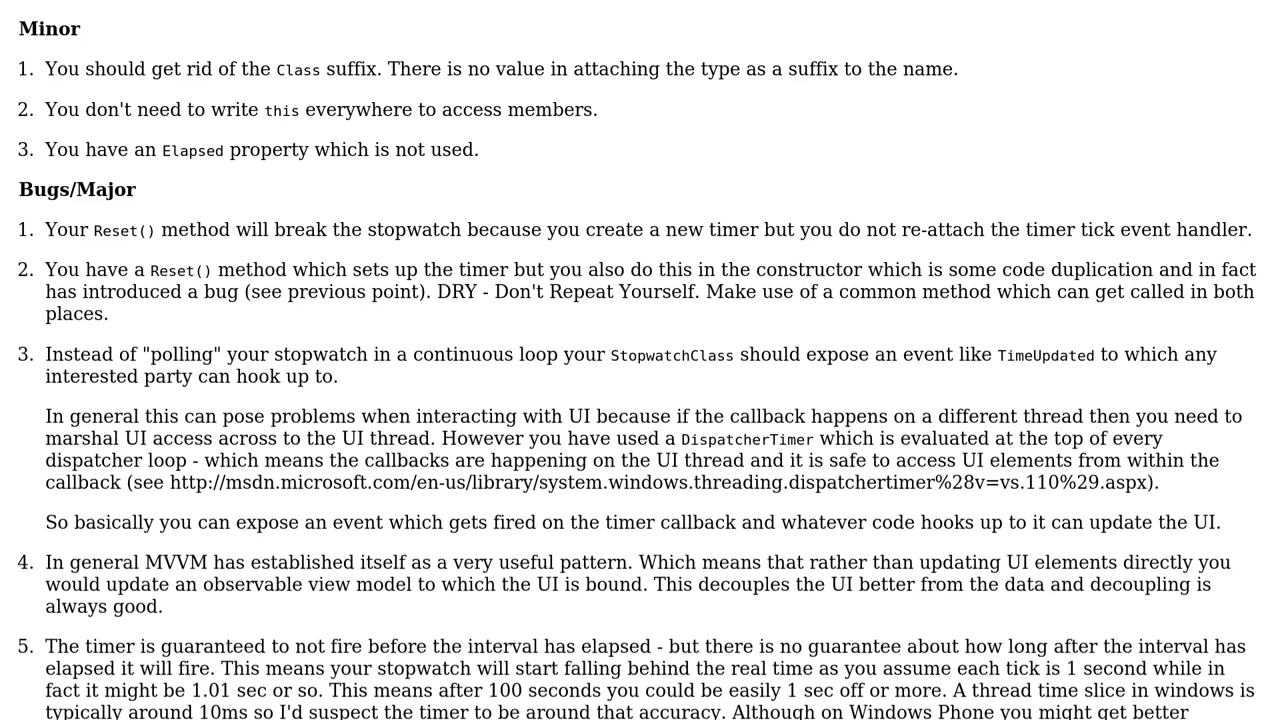 Minor
1. You should get rid of the Class suffix. There is no value in attaching the type as a suffix to the name.
2. You don't need to write this everywhere to access members.
3. You have an Elapsed property which is not used.
Bugs/Major
1. Your Reset() method will break the stopwatch because you create a new timer but you do not re-attach the timer tick event handler.
2. You have a Reset() method which sets up the timer but you also do this in the constructor which is some code duplication and in fact
has introduced a bug (see previous point). DRY - Don't Repeat Yourself. Make use of a common method which can get called in both
places.
3. Instead of "polling" your stopwatch in a continuous loop your StopwatchClass should expose an event like TimeUpdated to which any
interested party can hook up to.
In general this can pose problems when interacting with UI because if the callback happens on a different thread then you need to
marshal UI access across to the UI thread. However you have used a DispatcherTimer which is evaluated at the top of every
dispatcher loop - which means the callbacks are happening on the UI thread and it is safe to access UI elements from within the
callback (see http://msdn.microsoft.com/en-us/library/system.windows.threading.dispatchertimer%28v=vs.110%29.aspx).
So basically you can expose an event which gets fired on the timer callback and whatever code hooks up to it can update the UI.
4. In general MVVM has established itself as a very useful pattern. Which means that rather than updating UI elements directly you
would update an observable view model to which the UI is bound. This decouples the UI better from the data and decoupling is
always good.
5. The timer is guaranteed to not fire before the interval has elapsed - but there is no guarantee about how long after the interval has
elapsed it will fire. This means your stopwatch will start falling behind the real time as you assume each tick is 1 second while in
fact it might be 1.01 sec or so. This means after 100 seconds you could be easily 1 sec off or more. A thread time slice in windows is
typically around 10ms so I'd suspect the timer to be around that accuracy. Although on Windows Phone you might get better